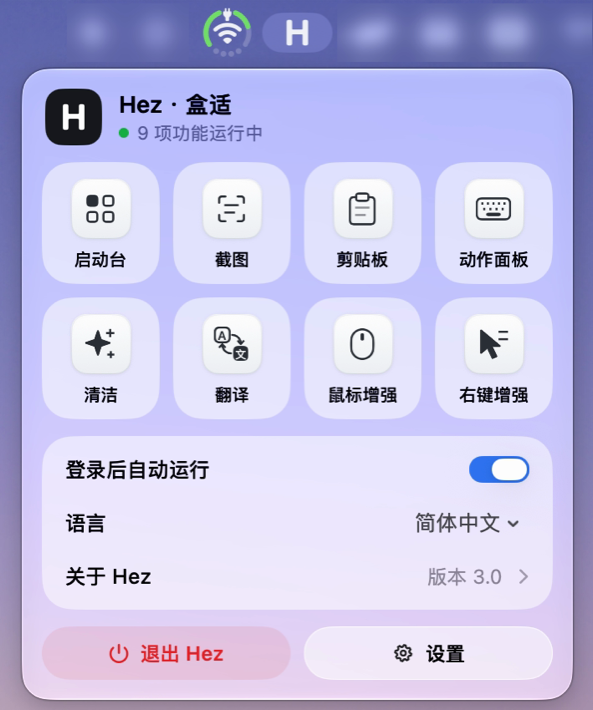 H
H
Hez · 盒适
9 项功能运行中
启动台
截图
剪贴板
动作面板
A
文
清洁
翻译
鼠标增强
右键增强
登录后自动运行
语言
简体中文
关于 Hez
版本 3.0
退出 Hez
设置